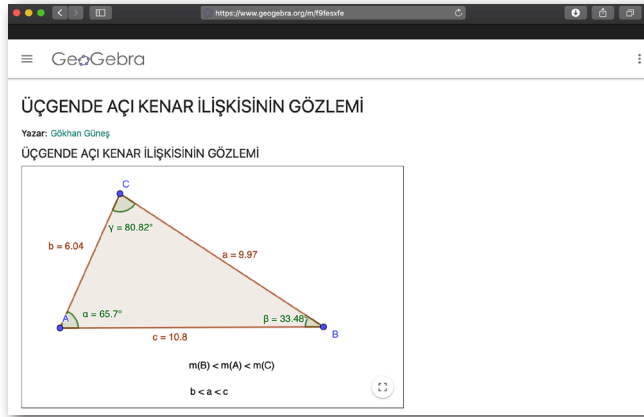 https://www.geogebra.org/m/f9fesxfe
GeoGebra
ÜÇGENDE AÇI KENAR İLİŞKİSİNİN GÖZLEMİ
Yazar: Gökhan Güneş
ÜÇGENDE AÇI KENAR İLİŞKİSİNİN GÖZLEMİ
C
γ = 80.82°
b = 6.04
a = 9.97
A
α = 65.7°
β = 33.48°
B
c = 10.8
m(B) < m(A) < m(C)
b < a < c